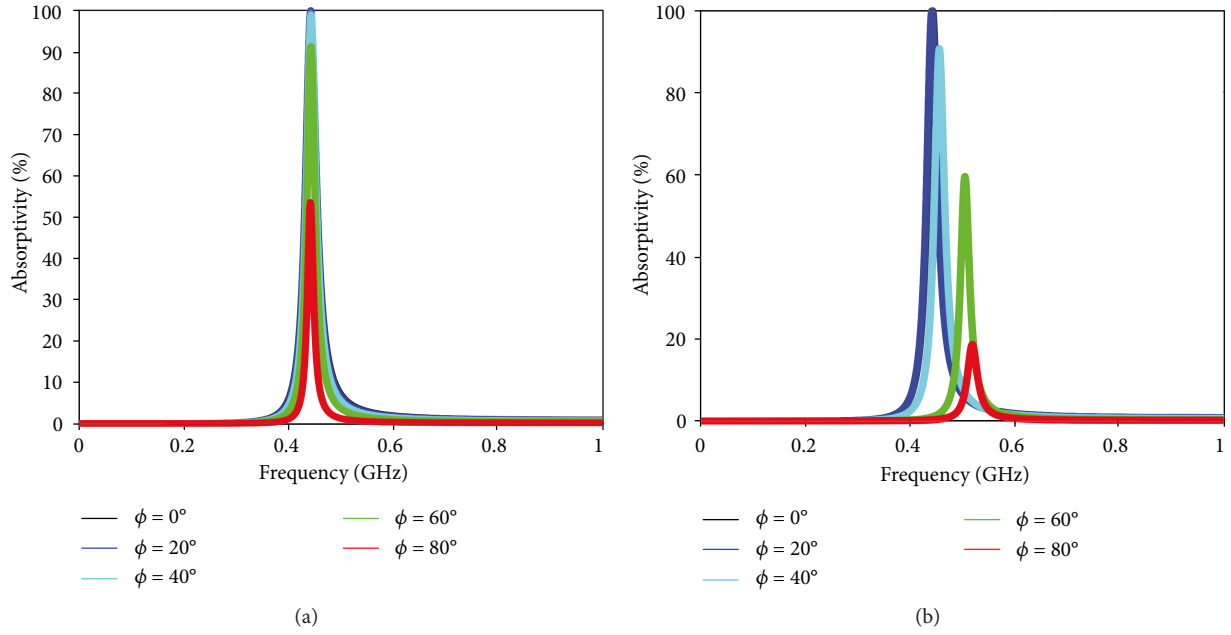 100
90
80
70
60
50
40
30
20
10
0
Absorptivity (%)
0
0.2
0.4
0.6
0.8
1
Frequency (GHz)
ϕ = 0°
ϕ = 20°
ϕ = 40°
ϕ = 60°
ϕ = 80°
(a)
100
80
60
40
20
0
Absorptivity (%)
0
0.2
0.4
0.6
0.8
1
Frequency (GHz)
ϕ = 0°
ϕ = 20°
ϕ = 40°
ϕ = 60°
ϕ = 80°
(b)